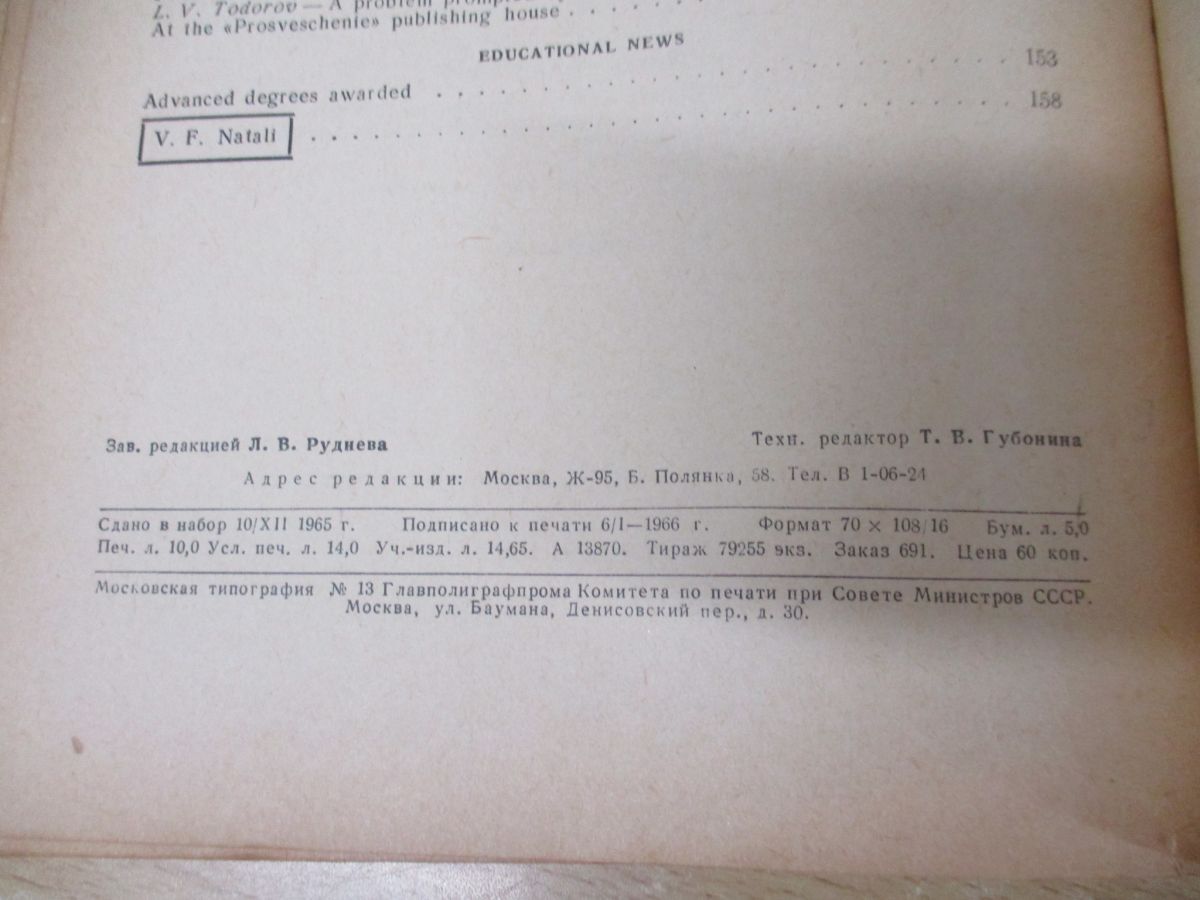 Z. V. Todorov — A problem
At the «Prosveschenie» publishing house . . . . . .
EDUCATIONAL NEWS
Advanced degrees awarded . . . . . . . . . . . . . . . . . . . . . 153
V. F. Natali . . . . . . . . . . . . . . . . . . . . . . . . . . 158
Зав. редакцией Л. В. Руднева Техн. редактор Т. В. Губонина
Адрес редакции: Москва, Ж-95, Б. Полянка, 58. Тел. В 1-06-24
Сдано в набор 10/XII 1965 г. Подписано к печати 6/I—1966 г. Формат 70 × 108/16 Бум. л. 5,0
Печ. л. 10,0 Усл. печ. л. 14,0 Уч.-изд. л. 14,65. А 13870. Тираж 79255 экз. Заказ 691. Цена 60 коп.
Московская типография № 13 Главполиграфпрома Комитета по печати при Совете Министров СССР.
Москва, ул. Баумана, Денисовский пер., д. 30.